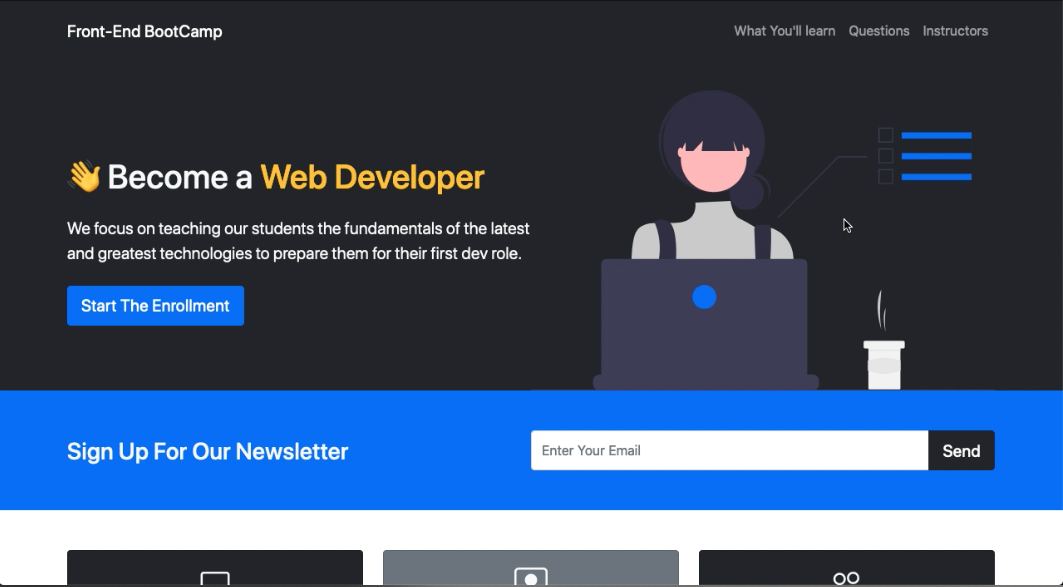 Front-End BootCamp
What You'll learn
Questions
Instructors
👋 Become a Web Developer
We focus on teaching our students the fundamentals of the latest
and greatest technologies to prepare them for their first dev role.
Start The Enrollment
Sign Up For Our Newsletter
Enter Your Email
Send